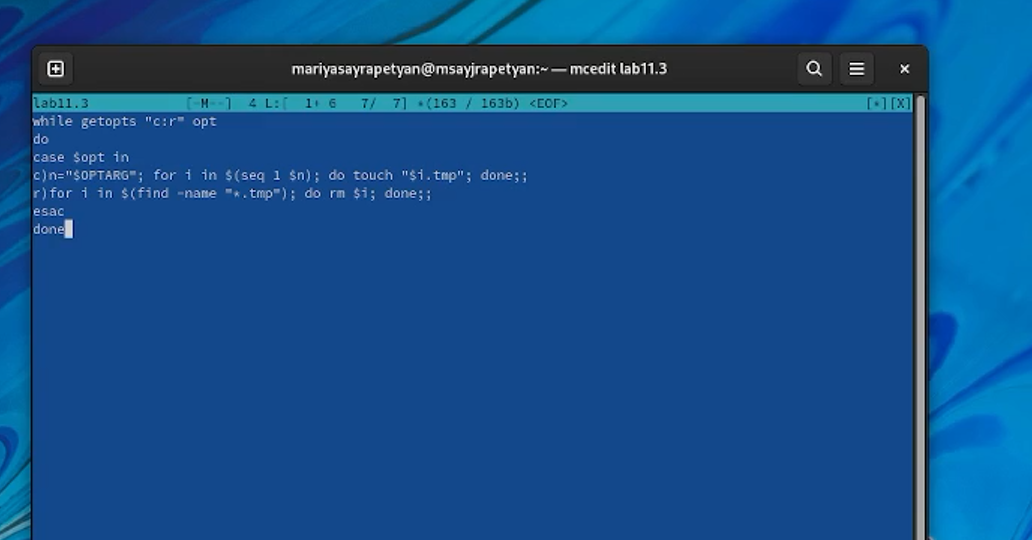 mariyasayrapetyan@msayjrapetyan:~ — mcedit lab11.3
lab11.3 [-M--] 4 L:[ 1+ 6 7/ 7] *(163 / 163b) <EOF> [*][X]
while getopts "c:r" opt
do
case $opt in
c)n="$OPTARG"; for i in $(seq 1 $n); do touch "$i.tmp"; done;;
r)for i in $(find -name "*.tmp"); do rm $i; done;;
esac
done